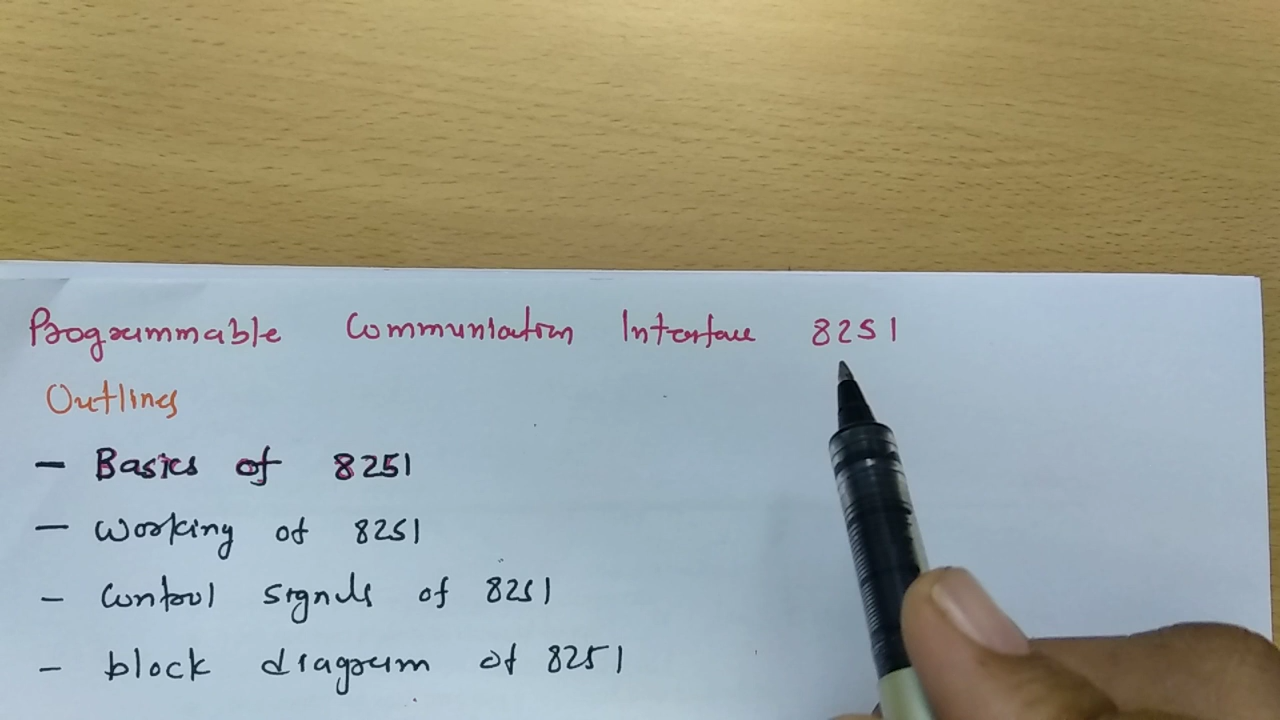 Programmable Communication Interface 8251
Outlines
- Basics of 8251
- Working of 8251
- Control signals of 8251
- block diagram of 8251